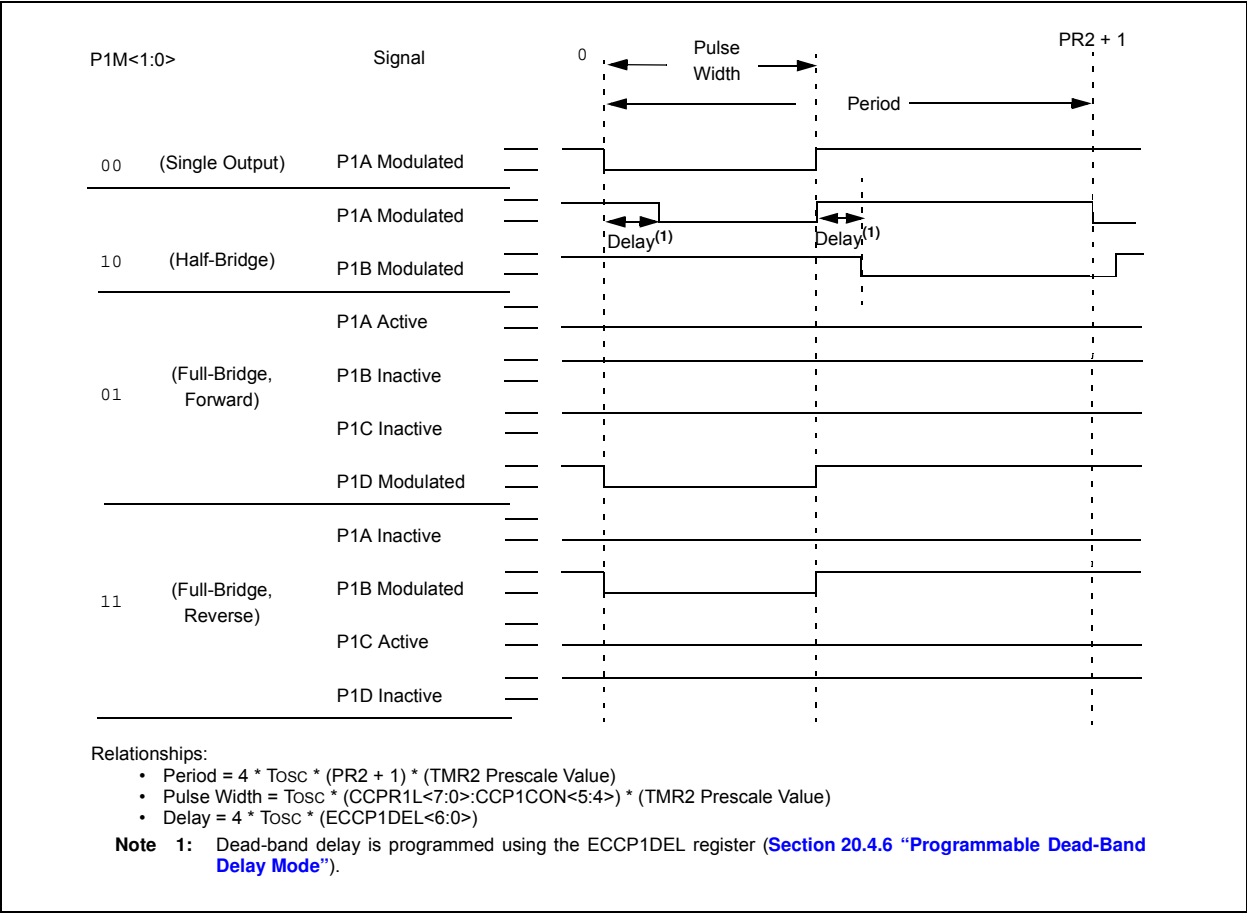 P1M<1:0> Signal 0 Pulse Width PR2 + 1
Period
00 (Single Output) P1A Modulated
P1A Modulated
Delay(1) Delay(1)
10 (Half-Bridge) P1B Modulated
P1A Active
01 (Full-Bridge, Forward) P1B Inactive
P1C Inactive
P1D Modulated
P1A Inactive
11 (Full-Bridge, Reverse) P1B Modulated
P1C Active
P1D Inactive
Relationships:
• Period = 4 * TOSC * (PR2 + 1) * (TMR2 Prescale Value)
• Pulse Width = TOSC * (CCPR1L<7:0>:CCP1CON<5:4>) * (TMR2 Prescale Value)
• Delay = 4 * TOSC * (ECCP1DEL<6:0>)
Note 1: Dead-band delay is programmed using the ECCP1DEL register (Section 20.4.6 “Programmable Dead-Band
Delay Mode”).